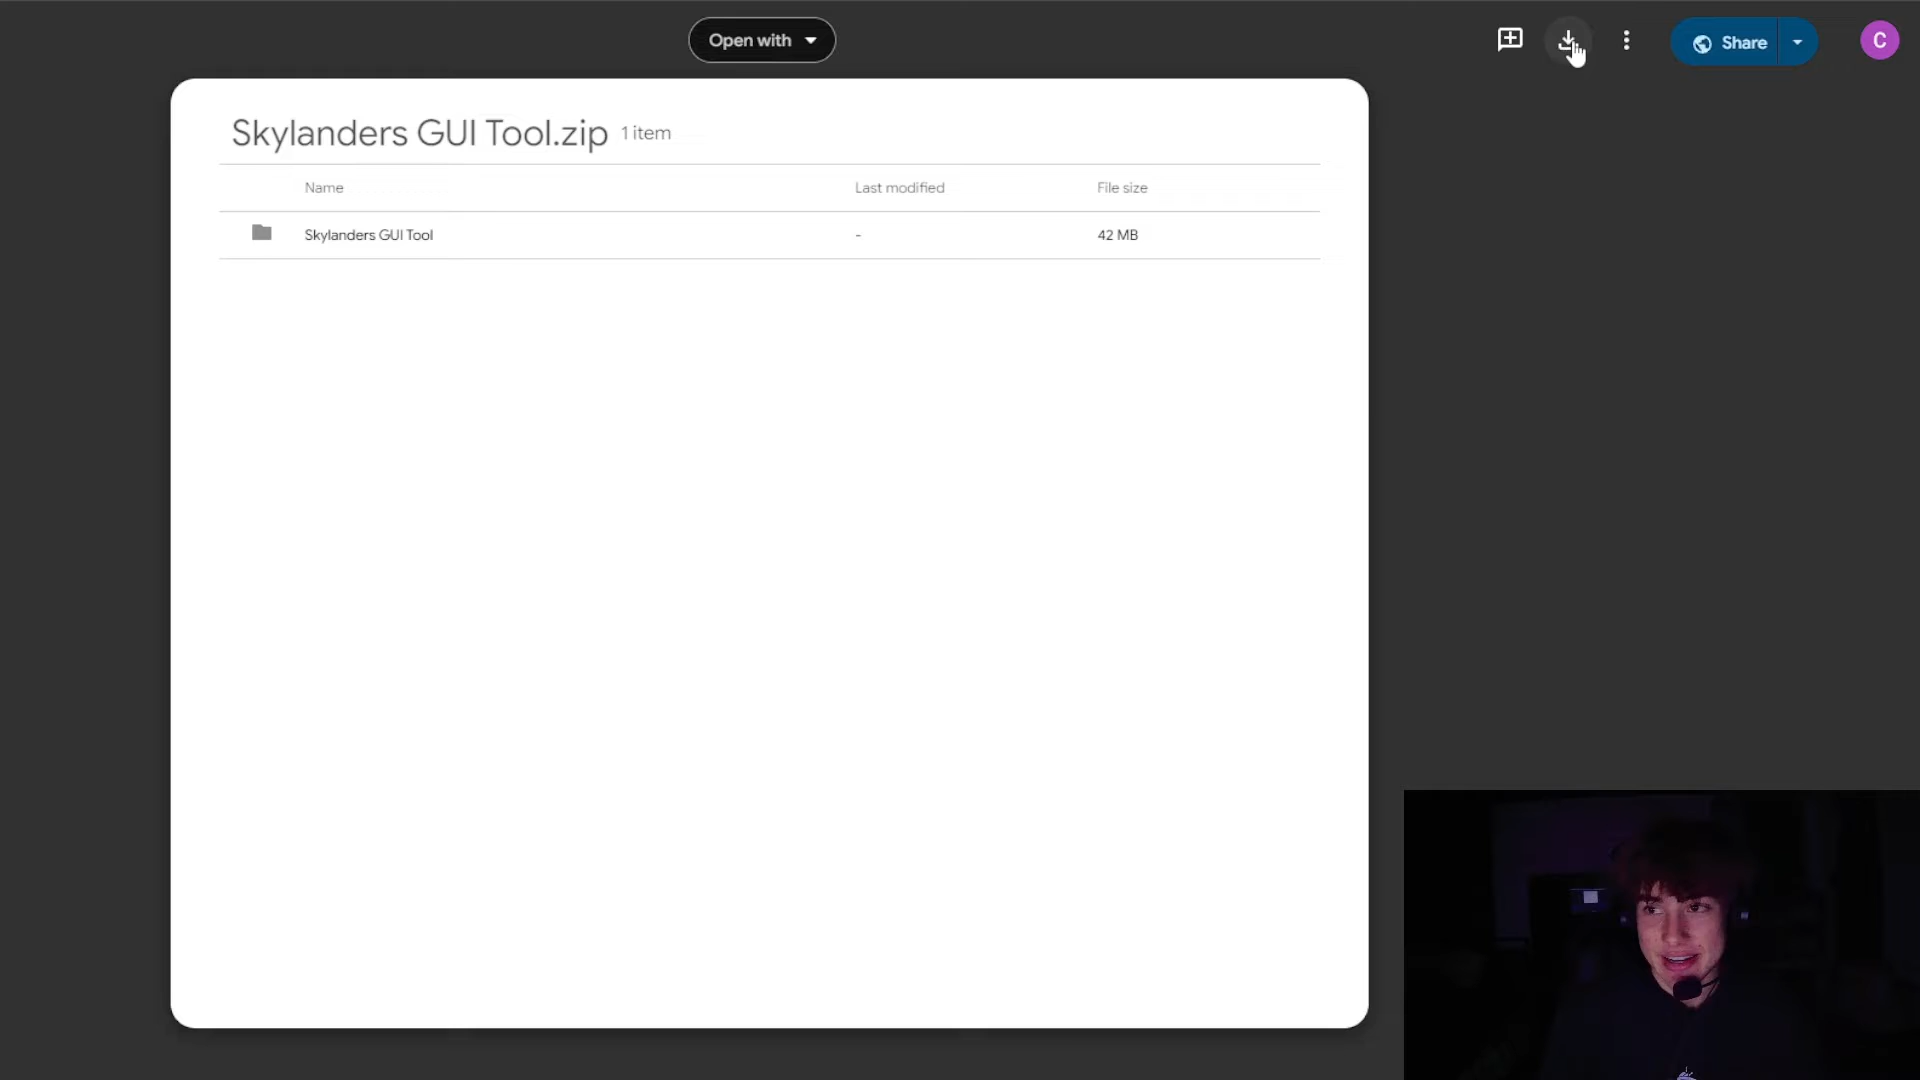 Open with
Share
C
Skylanders GUI Tool.zip 1 item
Name Last modified File size
Skylanders GUI Tool - 42 MB